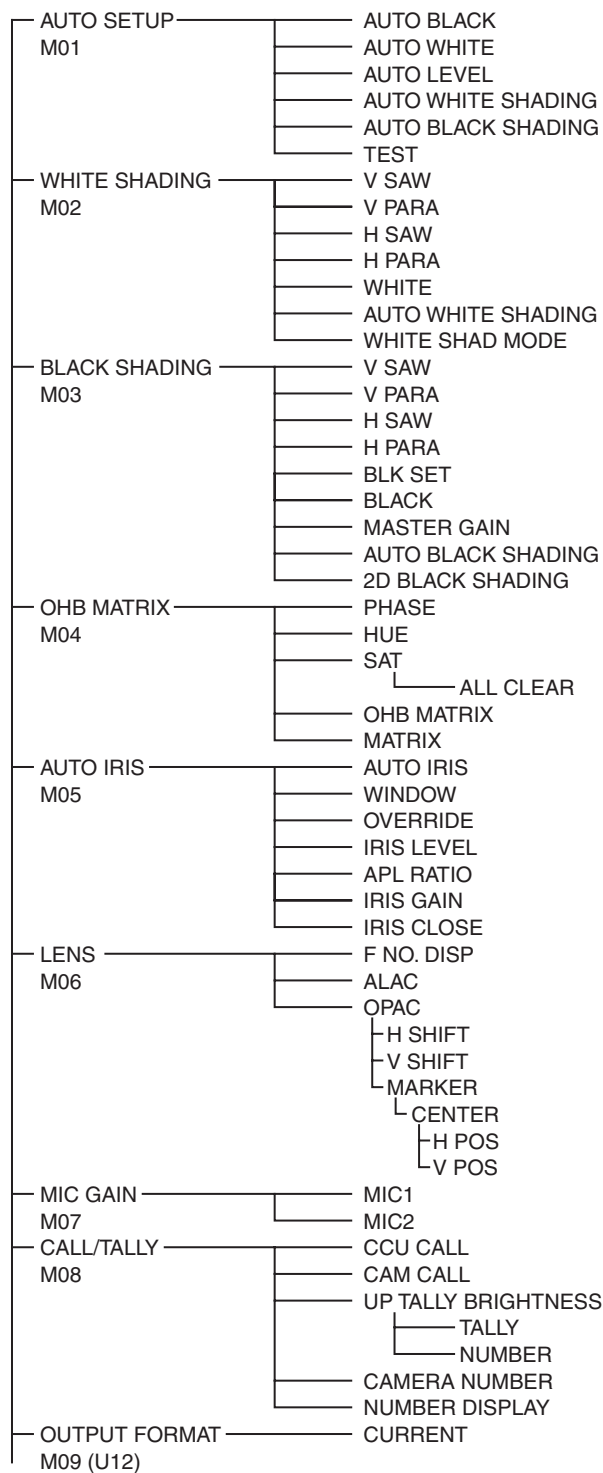 AUTO SETUP AUTO BLACK
M01 AUTO WHITE
AUTO LEVEL
AUTO WHITE SHADING
AUTO BLACK SHADING
TEST
WHITE SHADING V SAW
M02 V PARA
H SAW
H PARA
WHITE
AUTO WHITE SHADING
WHITE SHAD MODE
BLACK SHADING V SAW
M03 V PARA
H SAW
H PARA
BLK SET
BLACK
MASTER GAIN
AUTO BLACK SHADING
2D BLACK SHADING
OHB MATRIX PHASE
M04 HUE
SAT
ALL CLEAR
OHB MATRIX
MATRIX
AUTO IRIS AUTO IRIS
M05 WINDOW
OVERRIDE
IRIS LEVEL
APL RATIO
IRIS GAIN
IRIS CLOSE
LENS F NO. DISP
M06 ALAC
OPAC
H SHIFT
V SHIFT
MARKER
CENTER
H POS
V POS
MIC GAIN MIC1
M07 MIC2
CALL/TALLY CCU CALL
M08 CAM CALL
UP TALLY BRIGHTNESS
TALLY
NUMBER
CAMERA NUMBER
NUMBER DISPLAY
OUTPUT FORMAT CURRENT
M09 (U12)